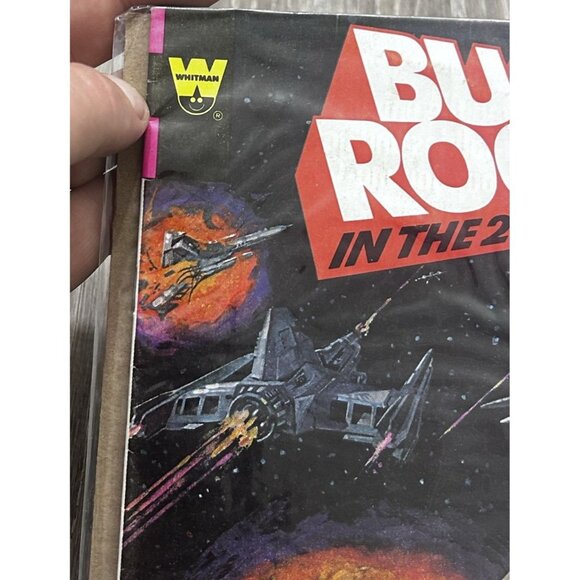 WHITMAN
®
BU
ROG
IN THE 2